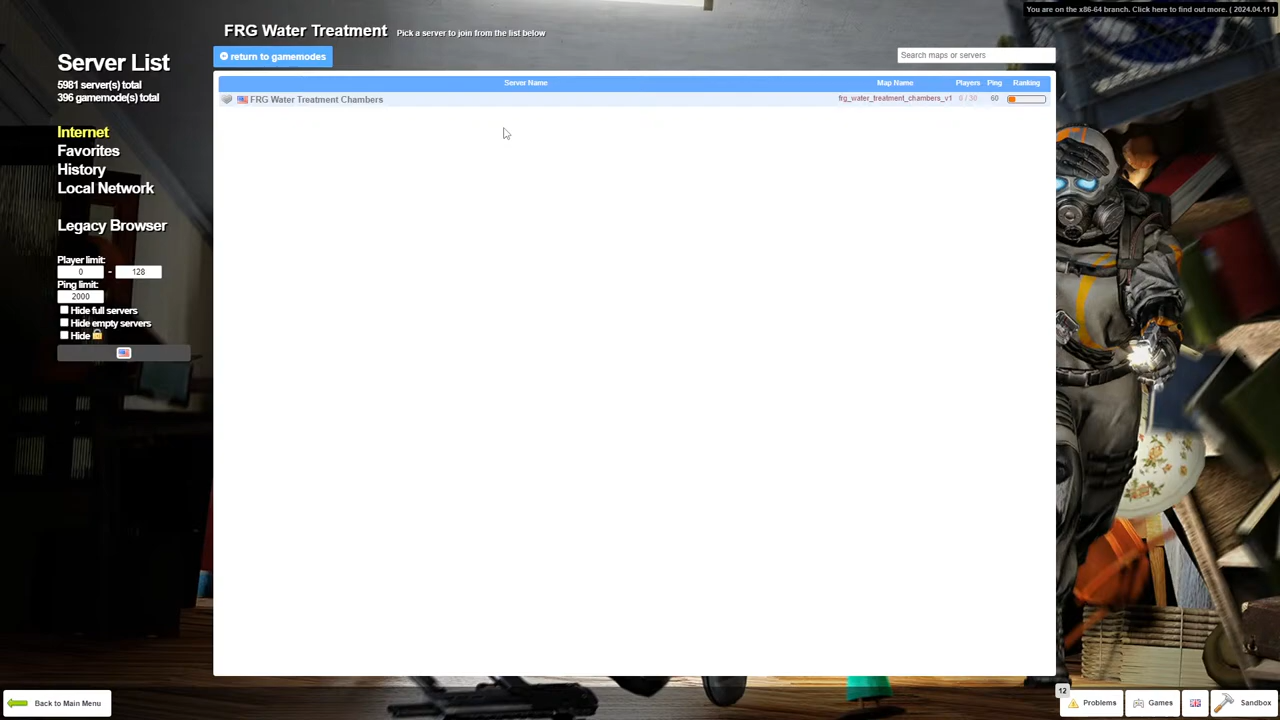 You are on the x86-64 branch. Click here to find out more. ( 2024.04.11 )
FRG Water Treatment Pick a server to join from the list below
return to gamemodes
Search maps or servers
Server List
5981 server(s) total
396 gamemode(s) total
Internet
Favorites
History
Local Network
Legacy Browser
Player limit:
0 - 128
Ping limit:
2000
Hide full servers
Hide empty servers
Hide
Server Name Map Name Players Ping Ranking
FRG Water Treatment Chambers frg_water_treatment_chambers_v1 0 / 30 60
Back to Main Menu
12
Problems
Games
Sandbox